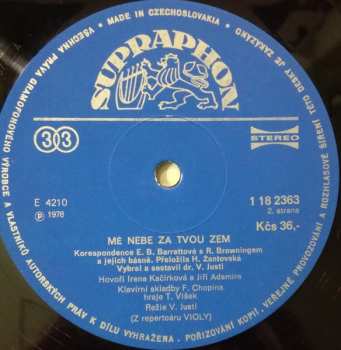 VŠECHNA PRÁVA GRAMOFONOVÉHO VÝROBCE A VLASTNÍKŮ AUTORSKÝCH PRÁV K DÍLU VYHRAŽENA. POŘIZOVÁNÍ KOPIÍ, VEŘEJNÉ PROVOZOVÁNÍ A ROZHLASOVÉ ŠÍŘENÍ TÉTO DESKY JE ZAKÁZÁNO
• MADE IN CZECHOSLOVAKIA •
SUPRAPHON
33
STEREO
E 4210
℗ 1978
1 18 2363
2. strana
Kčs 36,-
MÉ NEBE ZA TVOU ZEM
Korespondence E. B. Barrettové s R. Browningem
a jejich básně. Přeložila H. Žantovská
Vybral a sestavil dr. V. Justl
Hovoří Irena Kačírková a Jiří Adamíra
Klavírní skladby F. Chopina
hraje T. Víšek
Režie V. Justl
(Z repertoáru VIOLY)